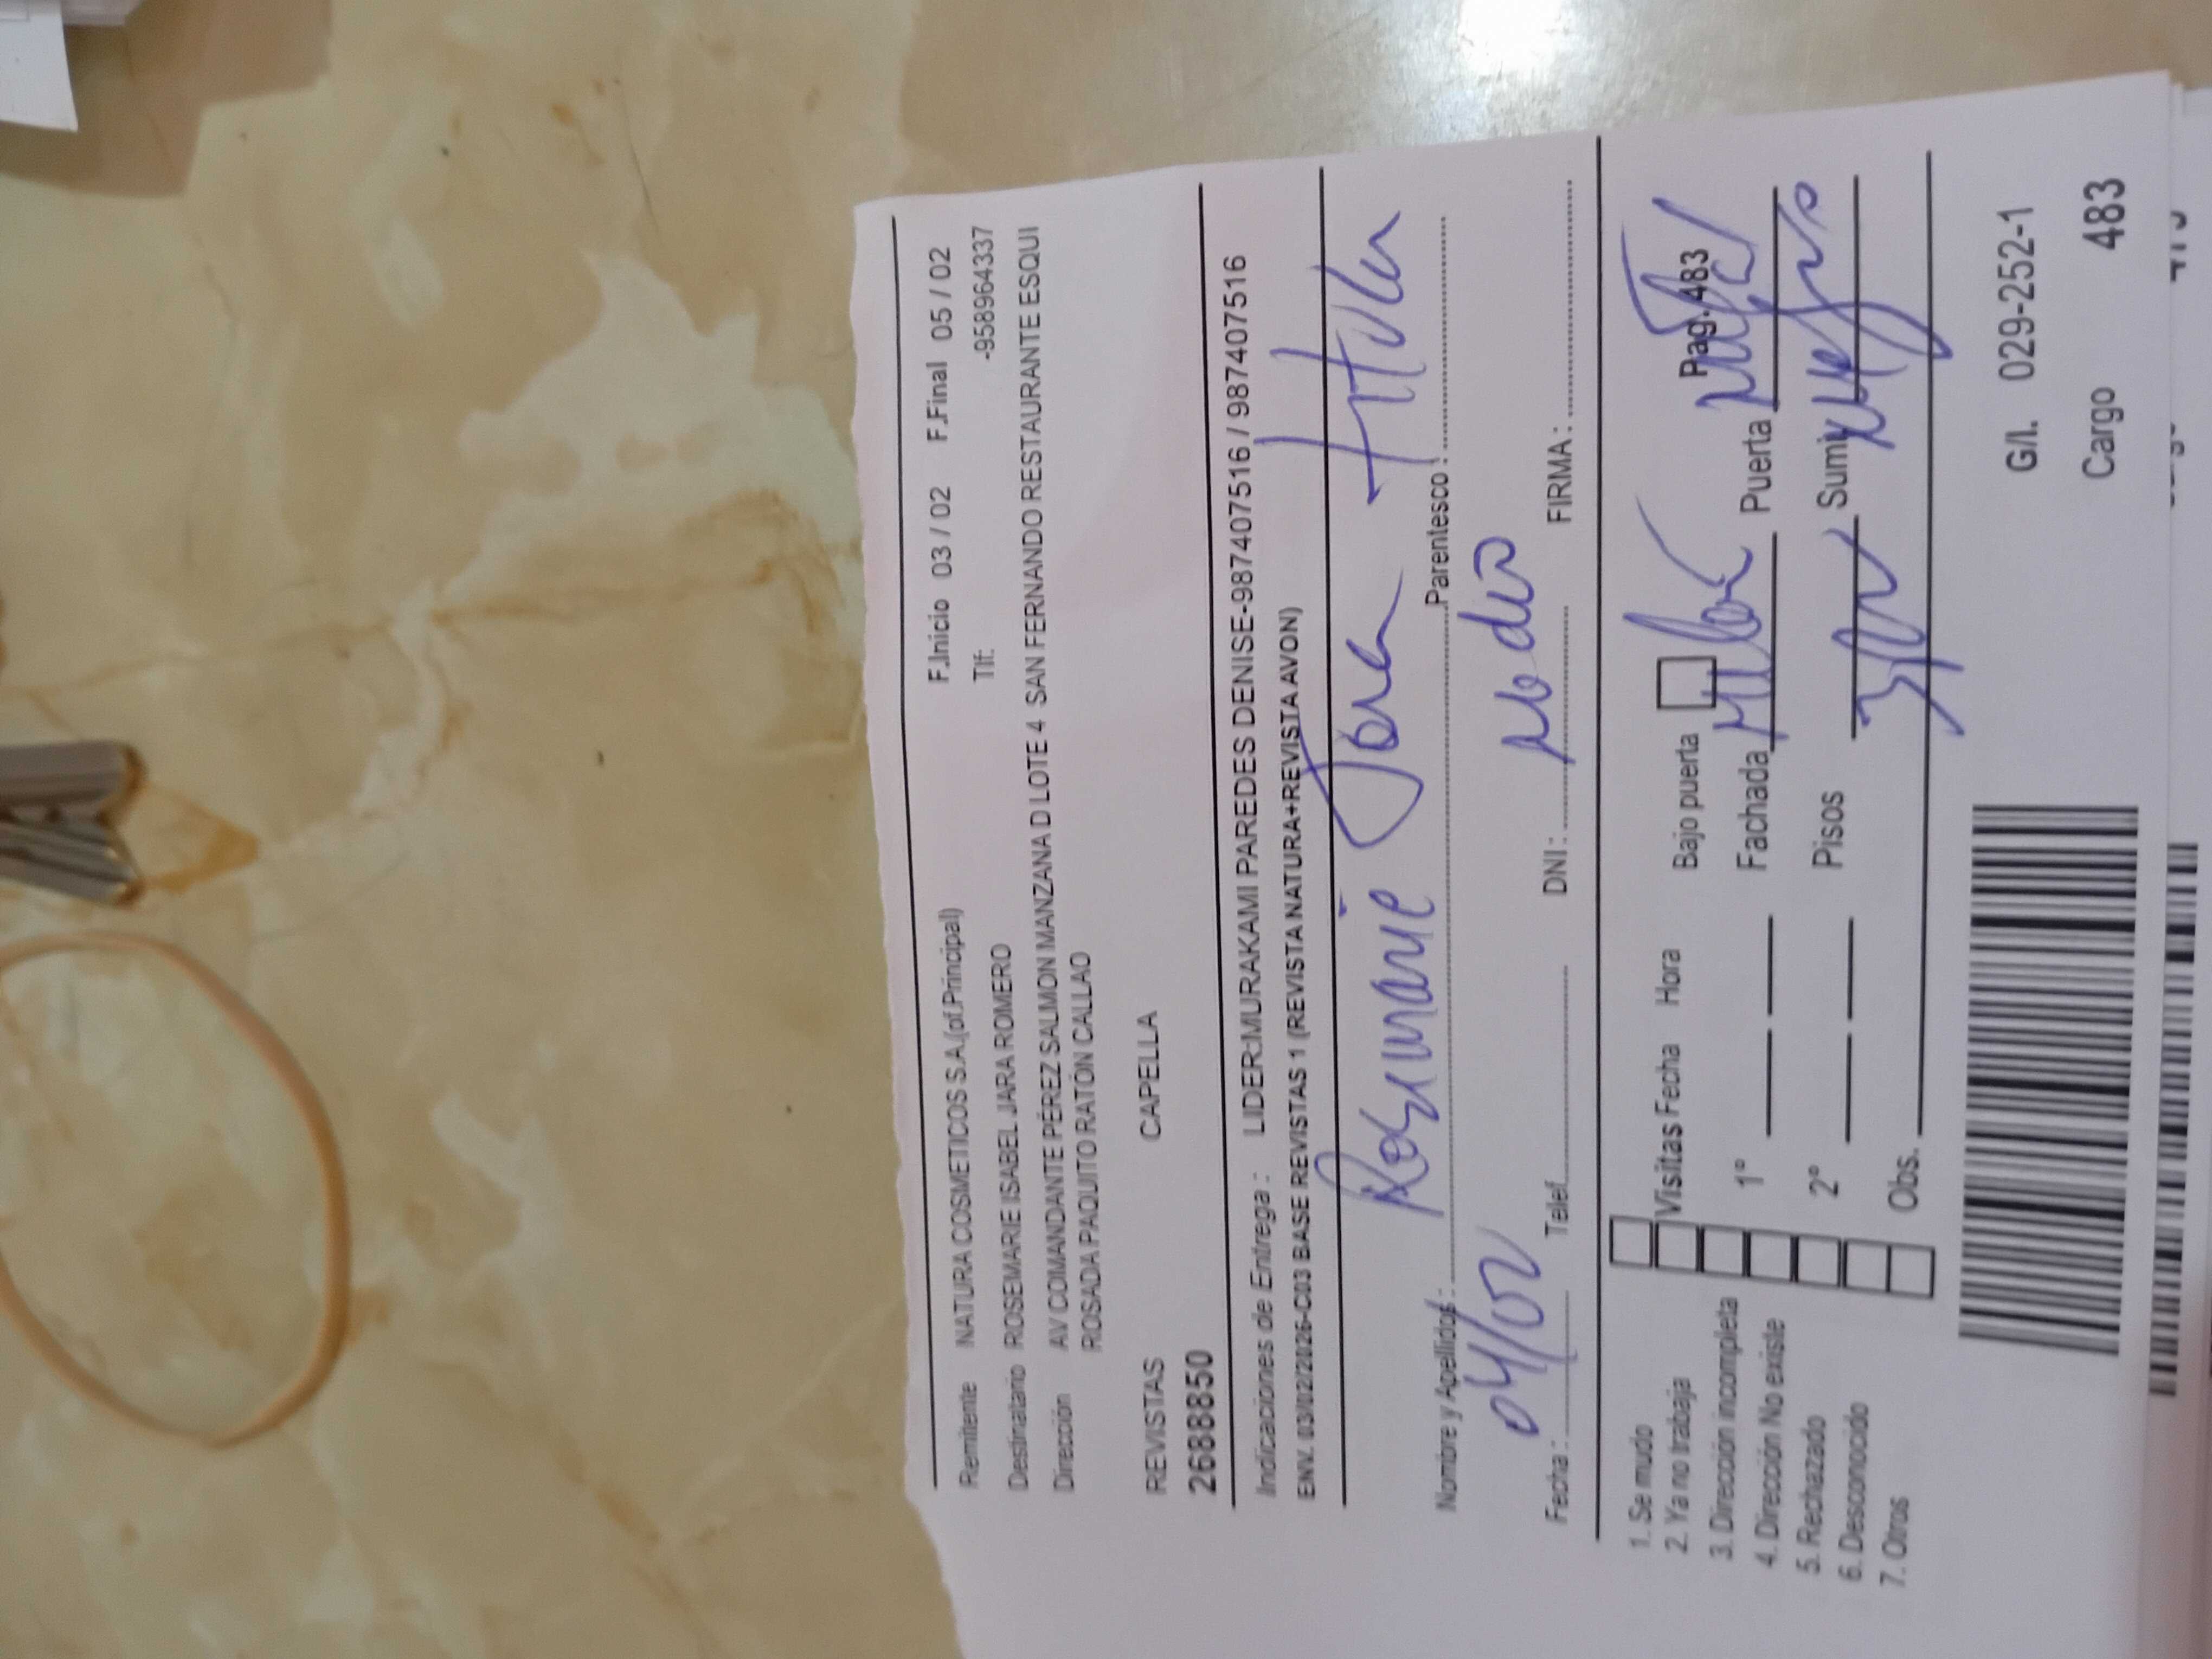 F.Inicio 03 / 02 F.Final 05 / 02
Remitente NATURA COSMETICOS S.A.(of.Principal) Tlf: -958964337
Destinatario ROSEMARIE ISABEL JARA ROMERO
Dirección AV COMANDANTE PÉREZ SALMON MANZANA D LOTE 4 SAN FERNANDO RESTAURANTE ESQUI
ROSADA PAQUITO RATÓN CALLAO
REVISTAS CAPELLA
2688850
Indicaciones de Entrega : LIDER:MURAKAMI PAREDES DENISE-987407516 / 987407516
ENV. 03/02/2026-C03 BASE REVISTAS 1 (REVISTA NATURA+REVISTA AVON)
Rosemarie Jara titular
Nombre y Apellidos : Parentesco :
04/02 no dio
Fecha : Telef. DNI : FIRMA :
Pag. 483
1. Se mudo
2. Ya no trabaja
3. Dirección incompleta
4. Dirección No existe
5. Rechazado
6. Desconocido
7. Otros
Visitas Fecha Hora Bajo puerta
1° Fachada Puerta
2° Pisos
Obs.
G/I. 029-252-1
Cargo 483